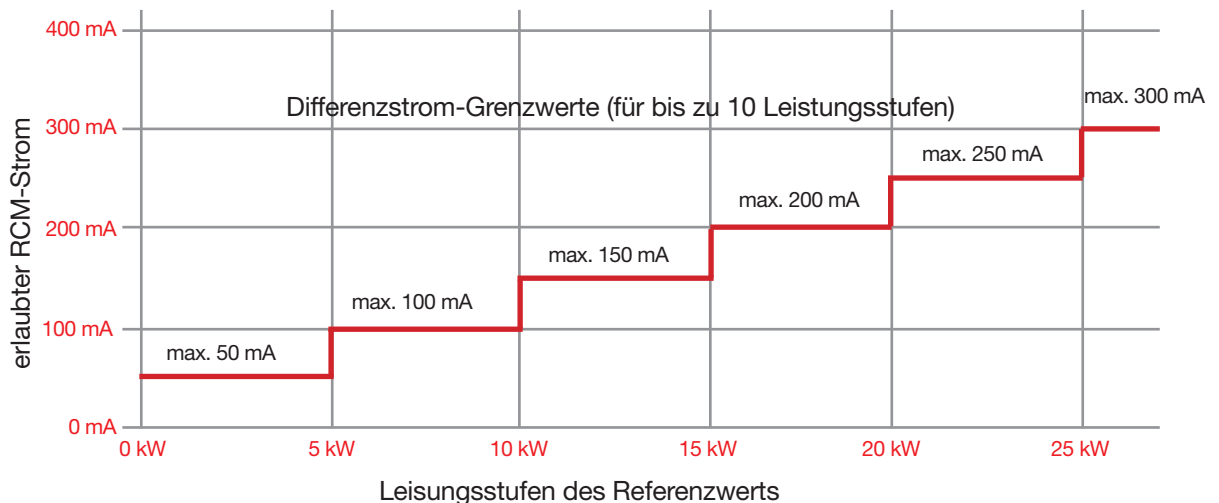 400 mA
Differenzstrom-Grenzwerte (für bis zu 10 Leistungsstufen)
max. 300 mA
300 mA
max. 250 mA
max. 200 mA
200 mA
max. 150 mA
max. 100 mA
100 mA
max. 50 mA
0 mA
erlaubter RCM-Strom
0 kW 5 kW 10 kW 15 kW 20 kW 25 kW
Leisungsstufen des Referenzwerts